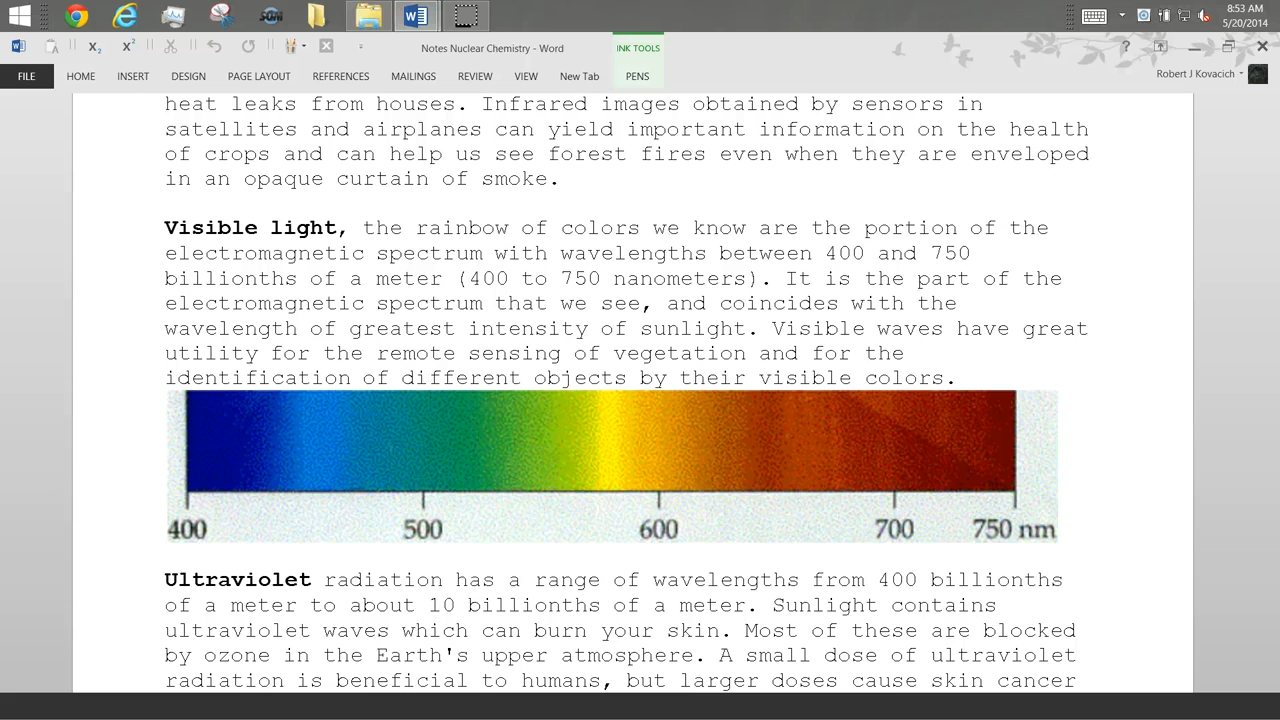 8:53 AM
5/20/2014
SGM
X₂ X² Notes Nuclear Chemistry - Word INK TOOLS ?
FILE HOME INSERT DESIGN PAGE LAYOUT REFERENCES MAILINGS REVIEW VIEW New Tab PENS Robert J Kovacich
heat leaks from houses. Infrared images obtained by sensors in
satellites and airplanes can yield important information on the health
of crops and can help us see forest fires even when they are enveloped
in an opaque curtain of smoke.
Visible light, the rainbow of colors we know are the portion of the
electromagnetic spectrum with wavelengths between 400 and 750
billionths of a meter (400 to 750 nanometers). It is the part of the
electromagnetic spectrum that we see, and coincides with the
wavelength of greatest intensity of sunlight. Visible waves have great
utility for the remote sensing of vegetation and for the
identification of different objects by their visible colors.
400 500 600 700 750 nm
Ultraviolet radiation has a range of wavelengths from 400 billionths
of a meter to about 10 billionths of a meter. Sunlight contains
ultraviolet waves which can burn your skin. Most of these are blocked
by ozone in the Earth's upper atmosphere. A small dose of ultraviolet
radiation is beneficial to humans, but larger doses cause skin cancer